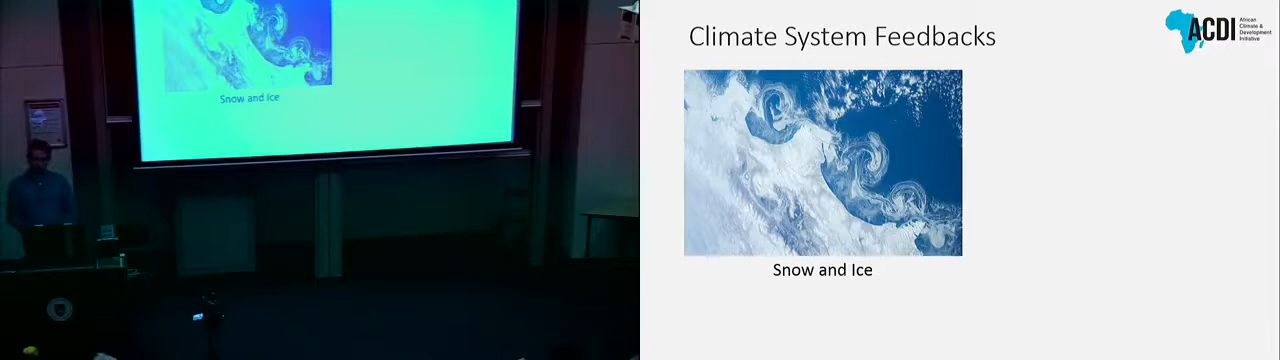 Snow and Ice
Climate System Feedbacks
ACDI
African
Climate &
Development
Initiative
Snow and Ice